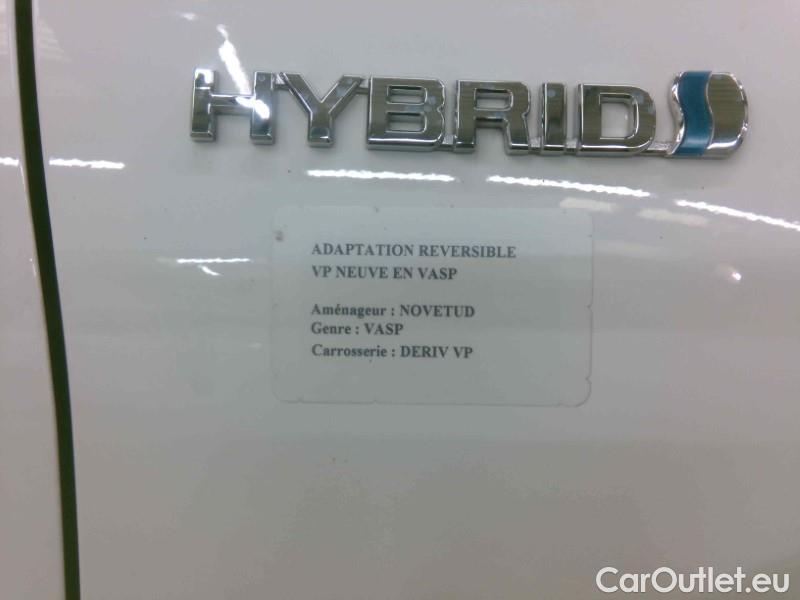 HYBRID
ADAPTATION REVERSIBLE
VP NEUVE EN VASP
Aménageur : NOVETUD
Genre : VASP
Carrosserie : DERIV VP
CarOutlet.eu